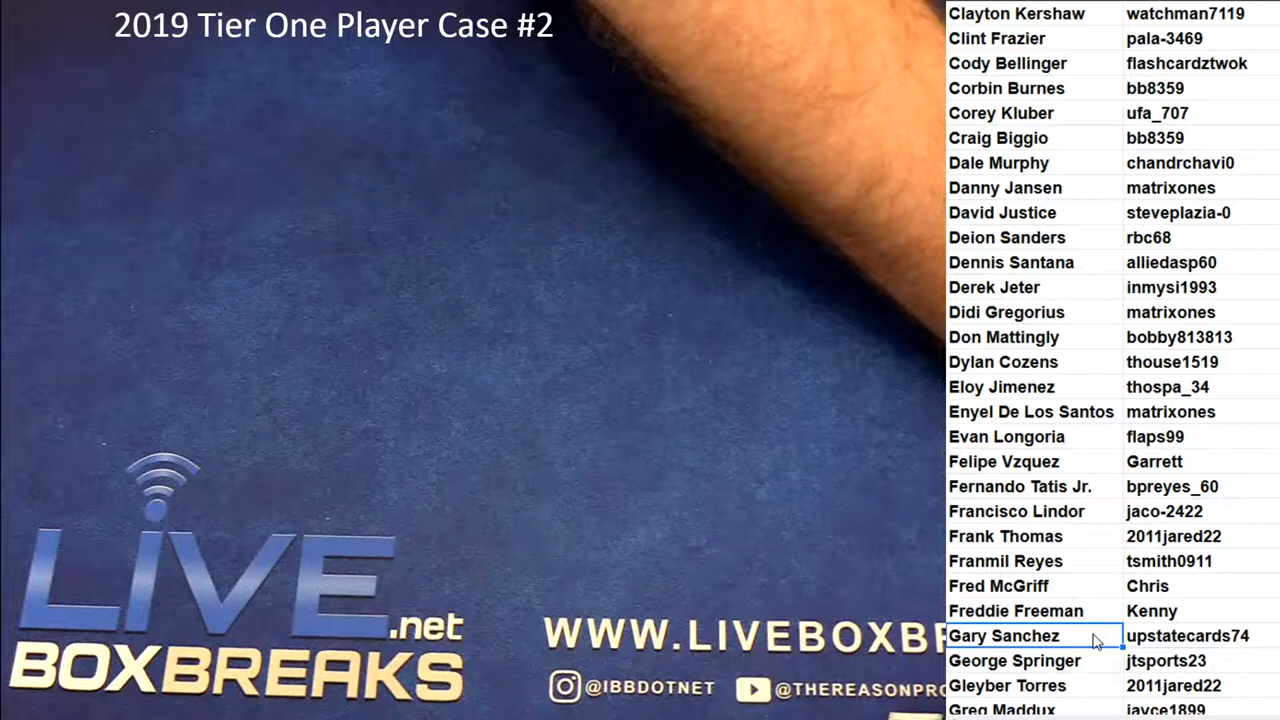 2019 Tier One Player Case #2
Clayton Kershaw watchman7119
Clint Frazier pala-3469
Cody Bellinger flashcardztwok
Corbin Burnes bb8359
Corey Kluber ufa_707
Craig Biggio bb8359
Dale Murphy chandrchavi0
Danny Jansen matrixones
David Justice steveplazia-0
Deion Sanders rbc68
Dennis Santana alliedasp60
Derek Jeter inmysi1993
Didi Gregorius matrixones
Don Mattingly bobby813813
Dylan Cozens thouse1519
Eloy Jimenez thospa_34
Enyel De Los Santos matrixones
Evan Longoria flaps99
Felipe Vzquez Garrett
Fernando Tatis Jr. bpreyes_60
Francisco Lindor jaco-2422
Frank Thomas 2011jared22
Franmil Reyes tsmith0911
Fred McGriff Chris
Freddie Freeman Kenny
Gary Sanchez upstatecards74
George Springer jtsports23
Gleyber Torres 2011jared22
Greg Maddux jayce1899
LIVE.net
BOXBREAKS
WWW.LIVEBOXB
@IBBDOTNET @THEREASONPR